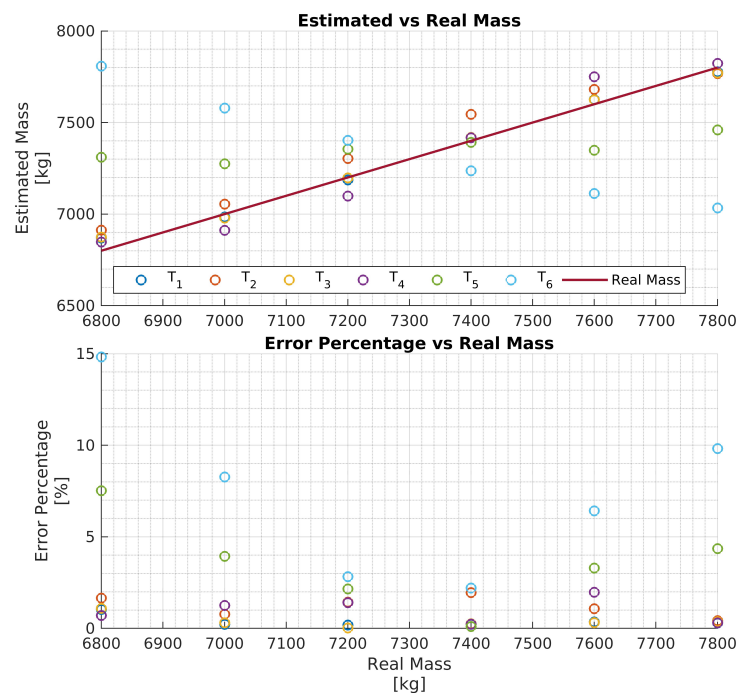 Estimated vs Real Mass
8000
7500
7000
6500
Estimated Mass
[kg]
T1 T2 T3 T4 T5 T6 Real Mass
6800 6900 7000 7100 7200 7300 7400 7500 7600 7700 7800
Error Percentage vs Real Mass
15
10
5
0
Error Percentage
[%]
6800 6900 7000 7100 7200 7300 7400 7500 7600 7700 7800
Real Mass
[kg]